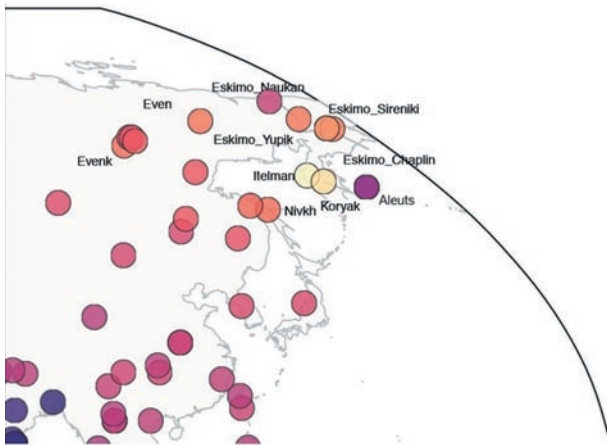 Eskimo_Naukan
Even
Eskimo_Sireniki
Eskimo_Yupik
Evenk
Eskimo_Chaplin
Itelman
Aleuts
Koryak
Nivkh